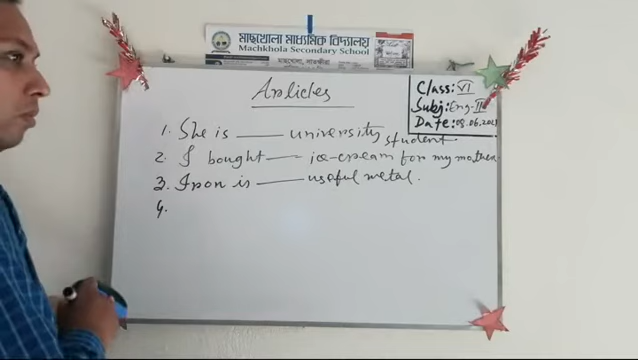 মাছখোলা মাধ্যমিক বিদ্যালয়
Machkhola Secondary School
Articles
Class: VI
Subj: Eng-II
Date: 08.06.2021
1. She is ____ university student.
2. I bought ____ ice-cream for my mother
3. Iron is ____ useful metal.
4.